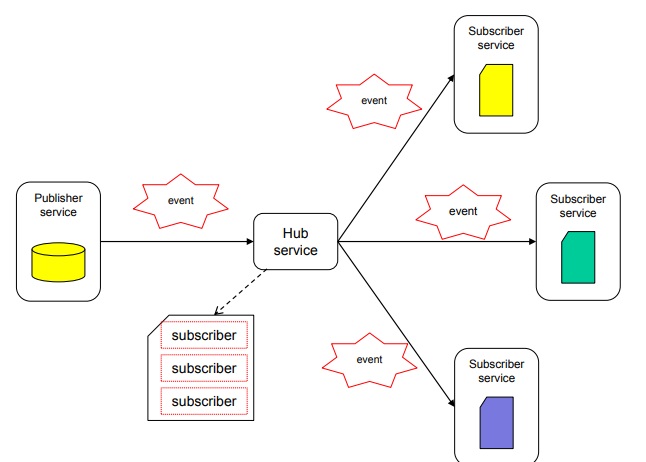 Subscriber
service
event
Publisher
service
event
Hub
service
event
Subscriber
service
subscriber
subscriber
subscriber
event
Subscriber
service